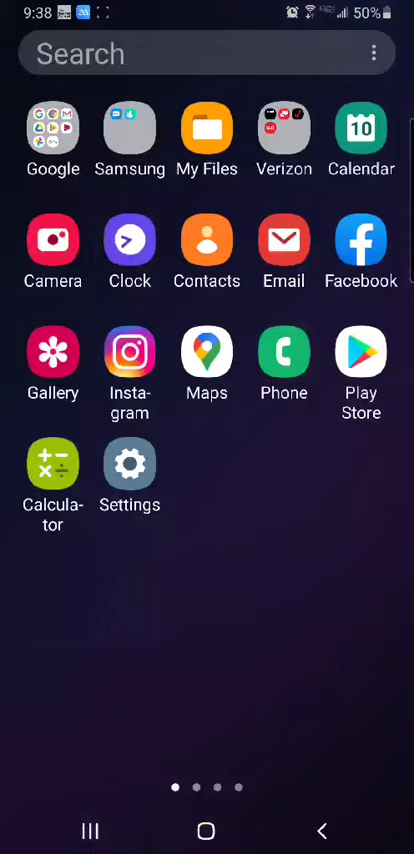 9:38
50%
Search
Google Samsung My Files Verizon Calendar
10
Camera Clock Contacts Email Facebook
Gallery Insta- Maps Phone Play
gram Store
Calcula- Settings
tor